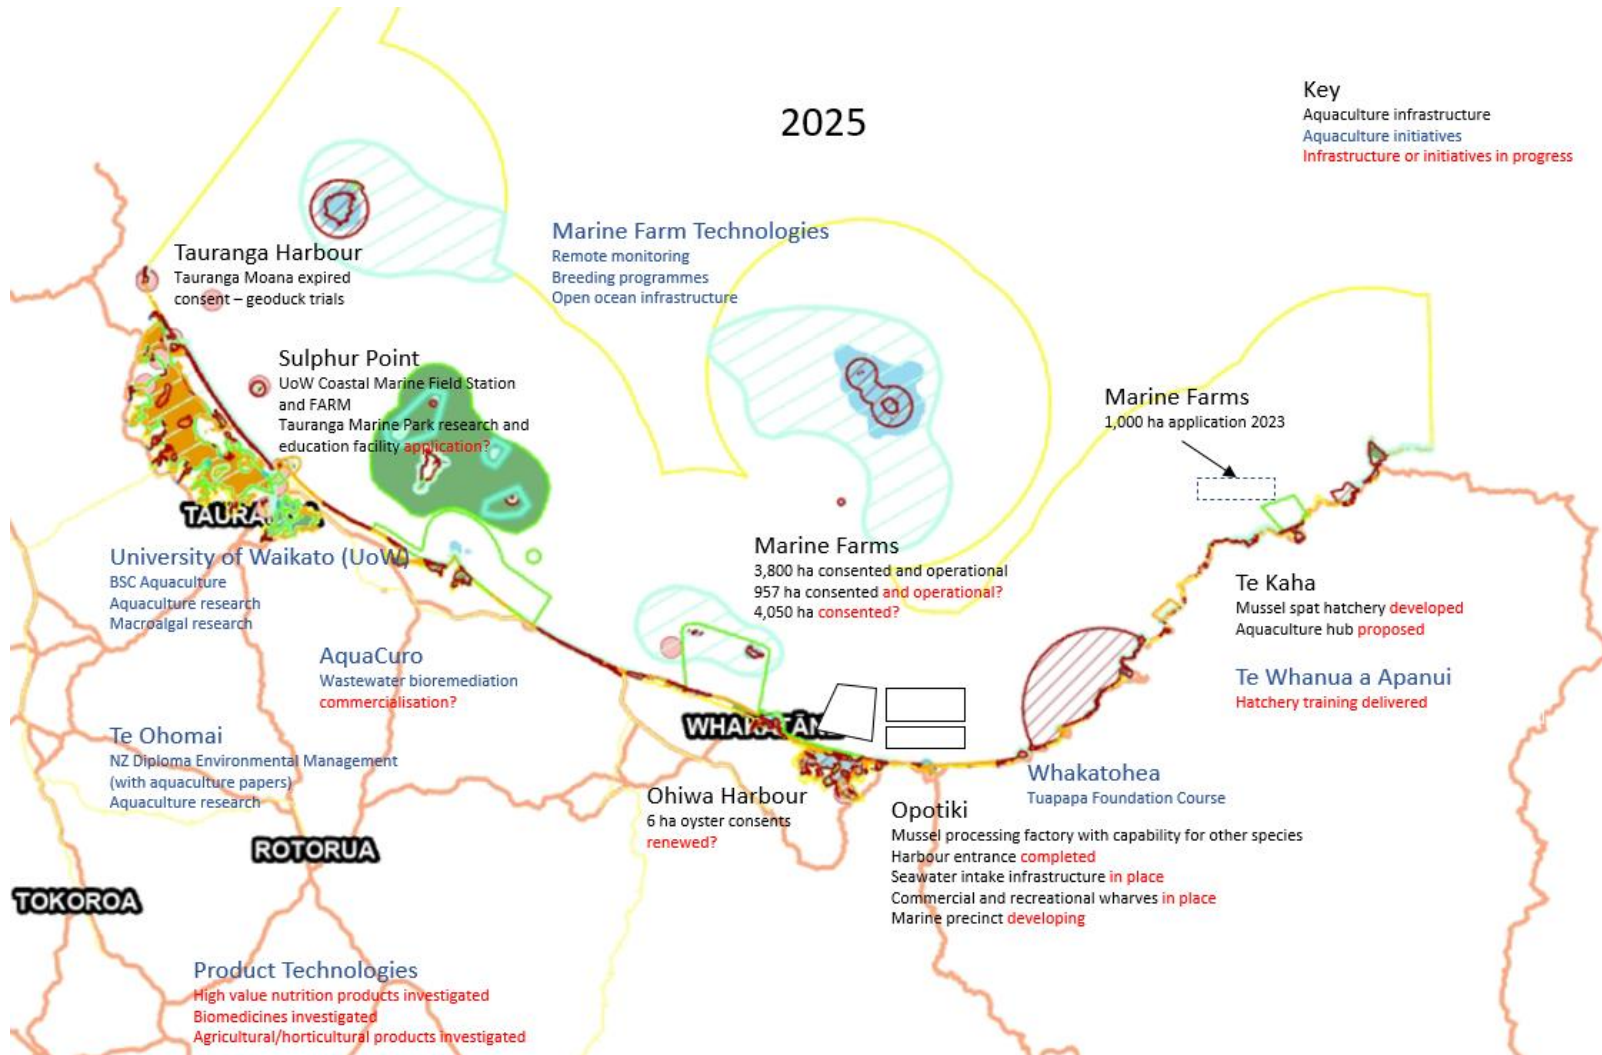 2025
Key
Aquaculture infrastructure
Aquaculture initiatives
Infrastructure or initiatives in progress
Tauranga Harbour
Tauranga Moana expired
consent – geoduck trials
Marine Farm Technologies
Remote monitoring
Breeding programmes
Open ocean infrastructure
Sulphur Point
UoW Coastal Marine Field Station
and FARM
Tauranga Marine Park research and
education facility application?
Marine Farms
1,000 ha application 2023
University of Waikato (UoW)
BSC Aquaculture
Aquaculture research
Macroalgal research
Marine Farms
3,800 ha consented and operational
957 ha consented and operational?
4,050 ha consented?
Te Kaha
Mussel spat hatchery developed
Aquaculture hub proposed
AquaCuro
Wastewater bioremediation
commercialisation?
Te Whanua a Apanui
Hatchery training delivered
Te Ohomai
NZ Diploma Environmental Management
(with aquaculture papers)
Aquaculture research
Ohiwa Harbour
6 ha oyster consents
renewed?
Whakatohea
Tuapapa Foundation Course
Opotiki
Mussel processing factory with capability for other species
Harbour entrance completed
Seawater intake infrastructure in place
Commercial and recreational wharves in place
Marine precinct developing
ROTORUA
TOKOROA
Product Technologies
High value nutrition products investigated
Biomedicines investigated
Agricultural/horticultural products investigated